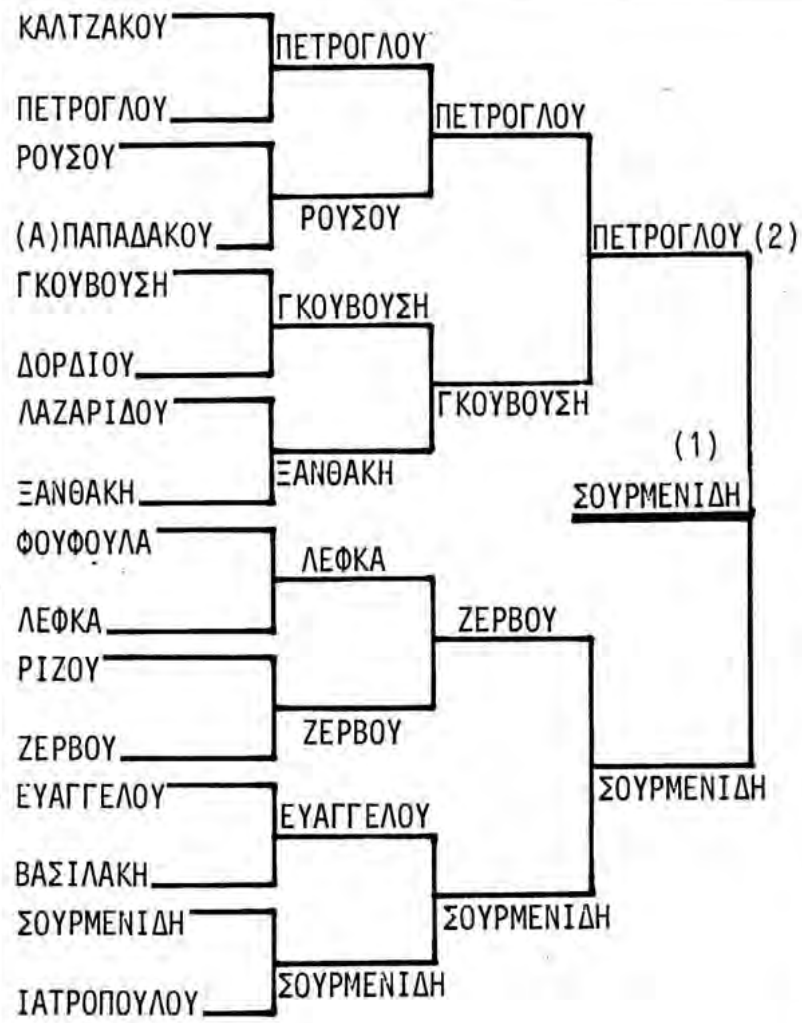 ΚΑΛΤΖΑΚΟΥ
ΠΕΤΡΟΓΛΟΥ
ΠΕΤΡΟΓΛΟΥ
ΠΕΤΡΟΓΛΟΥ
ΡΟΥΣΟΥ
ΡΟΥΣΟΥ
(Α)ΠΑΠΑΔΑΚΟΥ
ΠΕΤΡΟΓΛΟΥ (2)
ΓΚΟΥΒΟΥΣΗ
ΓΚΟΥΒΟΥΣΗ
ΔΟΡΔΙΟΥ
ΛΑΖΑΡΙΔΟΥ
ΓΚΟΥΒΟΥΣΗ
(1)
ΞΑΝΘΑΚΗ
ΞΑΝΘΑΚΗ
ΣΟΥΡΜΕΝΙΔΗ
ΦΟΥΦΟΥΛΑ
ΛΕΦΚΑ
ΛΕΦΚΑ
ΖΕΡΒΟΥ
ΡΙΖΟΥ
ΖΕΡΒΟΥ
ΖΕΡΒΟΥ
ΕΥΑΓΓΕΛΟΥ
ΣΟΥΡΜΕΝΙΔΗ
ΕΥΑΓΓΕΛΟΥ
ΒΑΣΙΛΑΚΗ
ΣΟΥΡΜΕΝΙΔΗ
ΣΟΥΡΜΕΝΙΔΗ
ΣΟΥΡΜΕΝΙΔΗ
ΙΑΤΡΟΠΟΥΛΟΥ